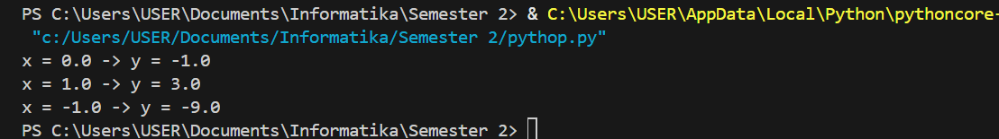 PS C:\Users\USER\Documents\Informatika\Semester 2> & C:\Users\USER\AppData\Local\Python\pythoncore-
"c:/Users/USER/Documents/Informatika/Semester 2/pythop.py"
x = 0.0 -> y = -1.0
x = 1.0 -> y = 3.0
x = -1.0 -> y = -9.0
PS C:\Users\USER\Documents\Informatika\Semester 2>